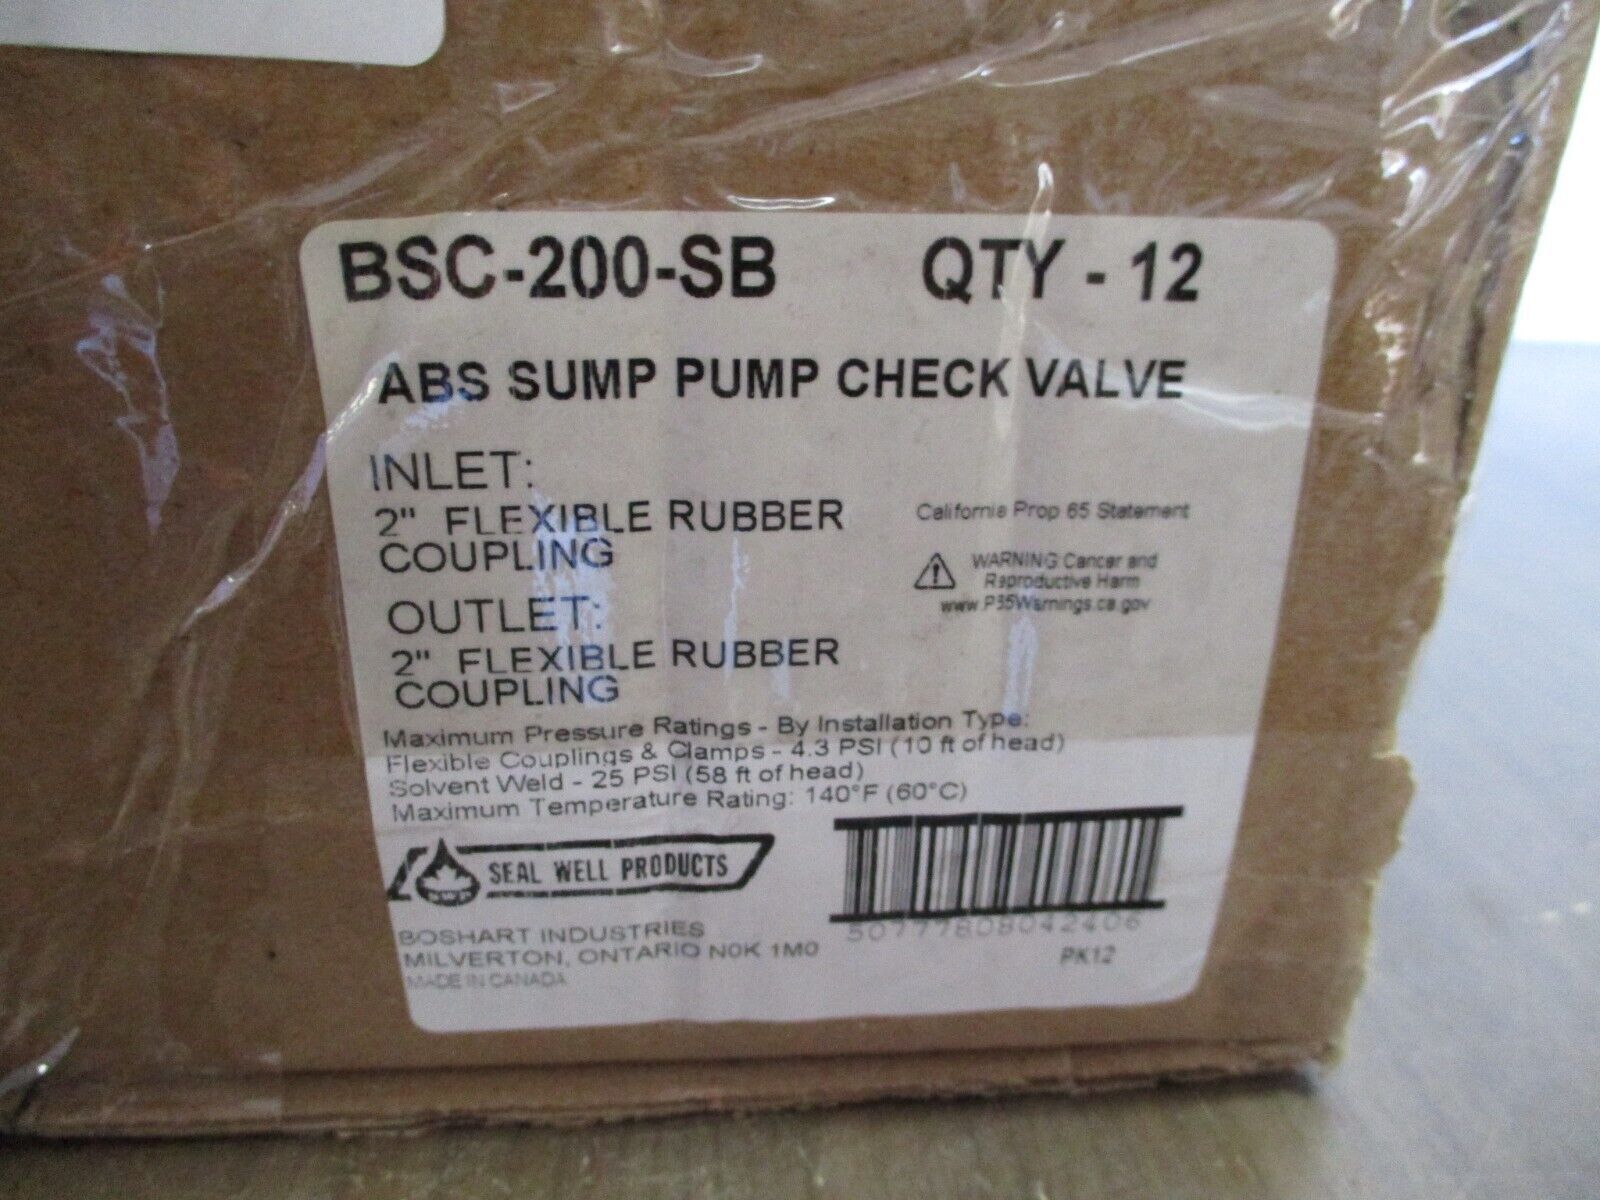 BSC-200-SB QTY - 12
ABS SUMP PUMP CHECK VALVE
INLET:
2" FLEXIBLE RUBBER
COUPLING
OUTLET:
2" FLEXIBLE RUBBER
COUPLING
California Prop 65 Statement
WARNING Cancer and
Reproductive Harm
www.P65Warnings.ca.gov
Maximum Pressure Ratings - By Installation Type:
Flexible Couplings & Clamps - 4.3 PSI (10 ft of head)
Solvent Weld - 25 PSI (58 ft of head)
Maximum Temperature Rating: 140°F (60°C)
SWP
SEAL WELL PRODUCTS
BOSHART INDUSTRIES
MILVERTON, ONTARIO N0K 1M0
MADE IN CANADA
50777808042406
PK12